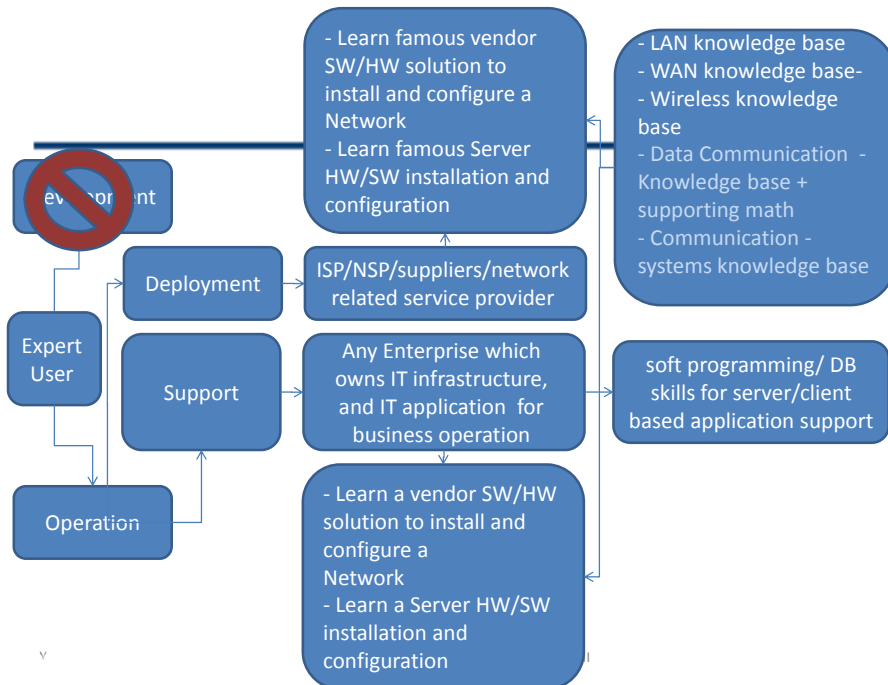 - Learn famous vendor
SW/HW solution to
install and configure a
Network
- Learn famous Server
HW/SW installation and
configuration
- LAN knowledge base
- WAN knowledge base-
- Wireless knowledge
base
- Data Communication -
Knowledge base +
supporting math
- Communication -
systems knowledge base
Deployment
ISP/NSP/suppliers/network
related service provider
Expert
User
Support
Any Enterprise which
owns IT infrastructure,
and IT application for
business operation
soft programming/ DB
skills for server/client
based application support
Operation
- Learn a vendor SW/HW
solution to install and
configure a
Network
- Learn a Server HW/SW
installation and
configuration
٧